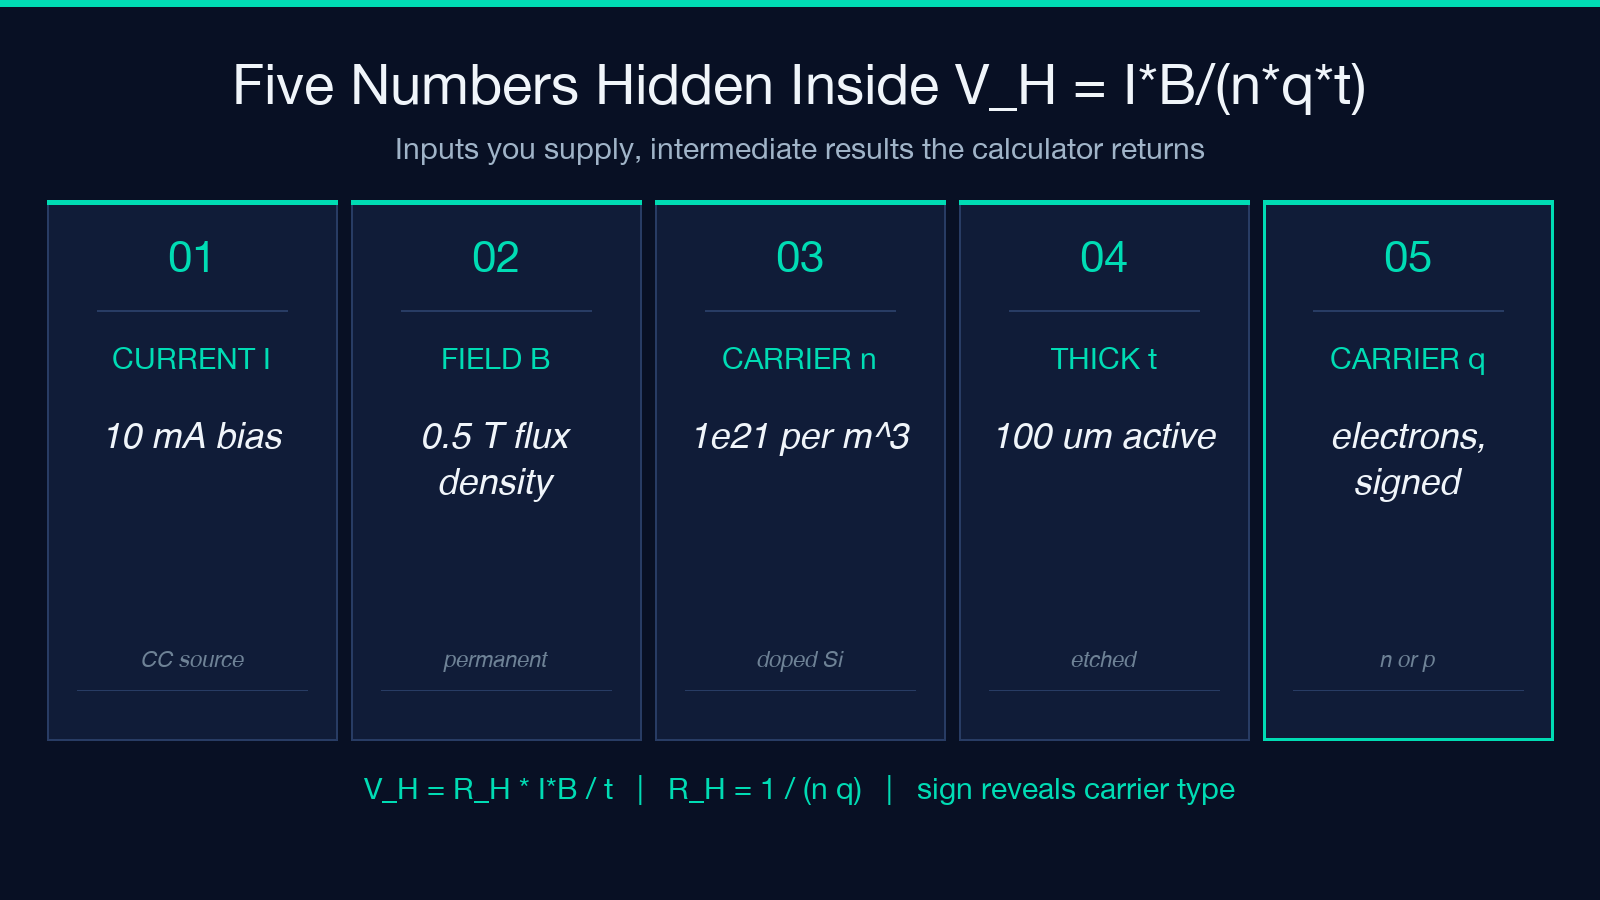 Five Numbers Hidden Inside V_H = I*B/(n*q*t)
Inputs you supply, intermediate results the calculator returns
01
CURRENT I
10 mA bias
CC source
02
FIELD B
0.5 T flux
density
permanent
03
CARRIER n
1e21 per m^3
doped Si
04
THICK t
100 um active
etched
05
CARRIER q
electrons,
signed
n or p
V_H = R_H * I*B / t | R_H = 1 / (n q) | sign reveals carrier type